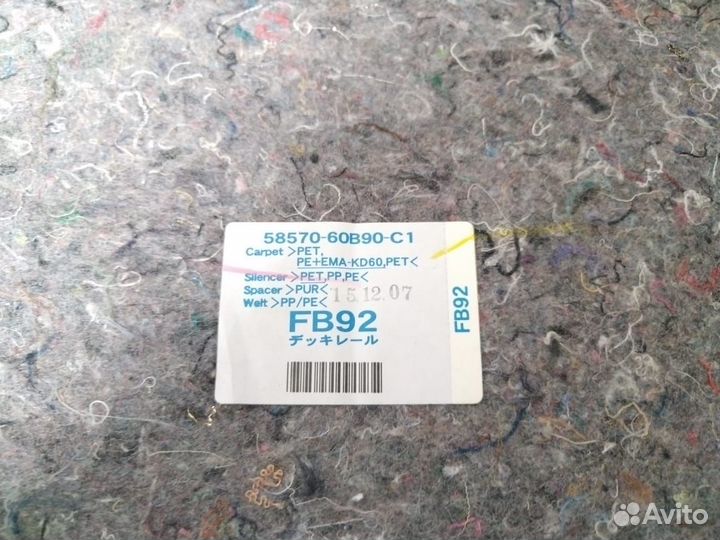 58570-60B90-C1
Carpet >PET,
PE+EMA-KD60,PET<
Silencer >PET,PP,PE<
Spacer >PUR<
Welt >PP/PE<
15.12.07
FB92
デッキレール
FB92
Avito